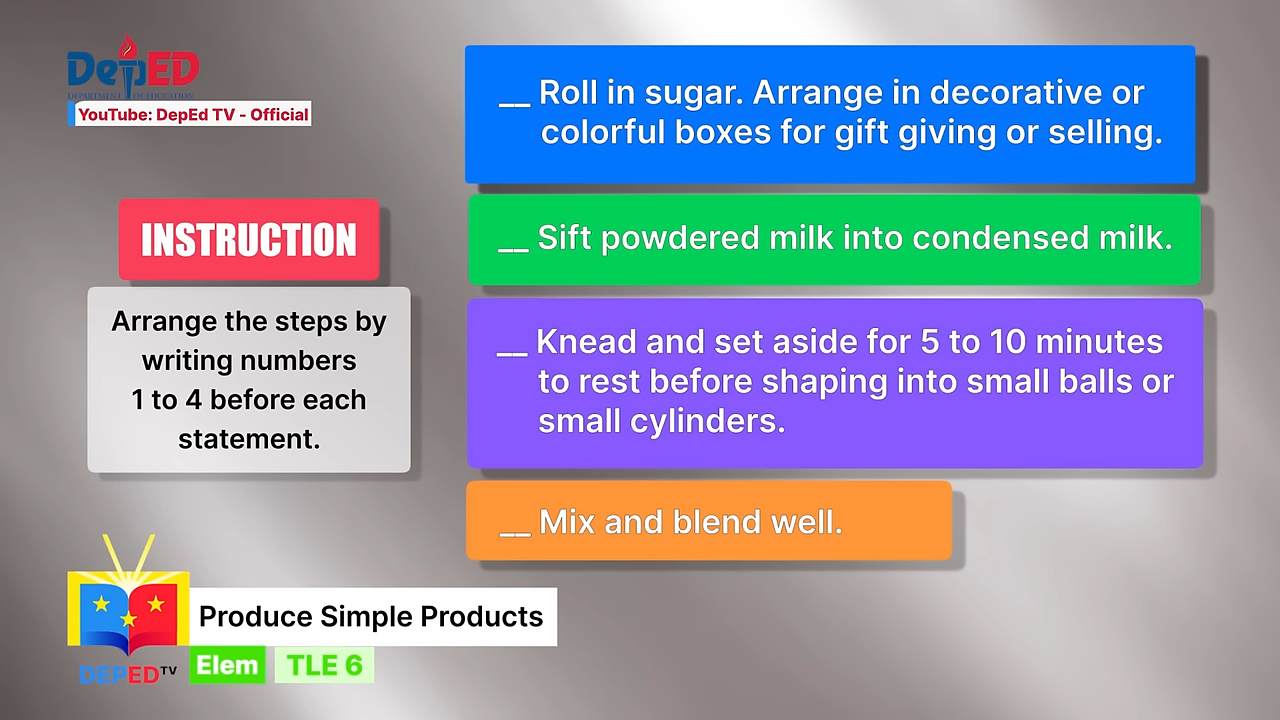 DepED
DEPARTMENT OF EDUCATION
YouTube: DepEd TV - Official
INSTRUCTION
Arrange the steps by
writing numbers
1 to 4 before each
statement.
__ Roll in sugar. Arrange in decorative or
colorful boxes for gift giving or selling.
__ Sift powdered milk into condensed milk.
__ Knead and set aside for 5 to 10 minutes
to rest before shaping into small balls or
small cylinders.
__ Mix and blend well.
Produce Simple Products
DEPED TV
Elem TLE 6